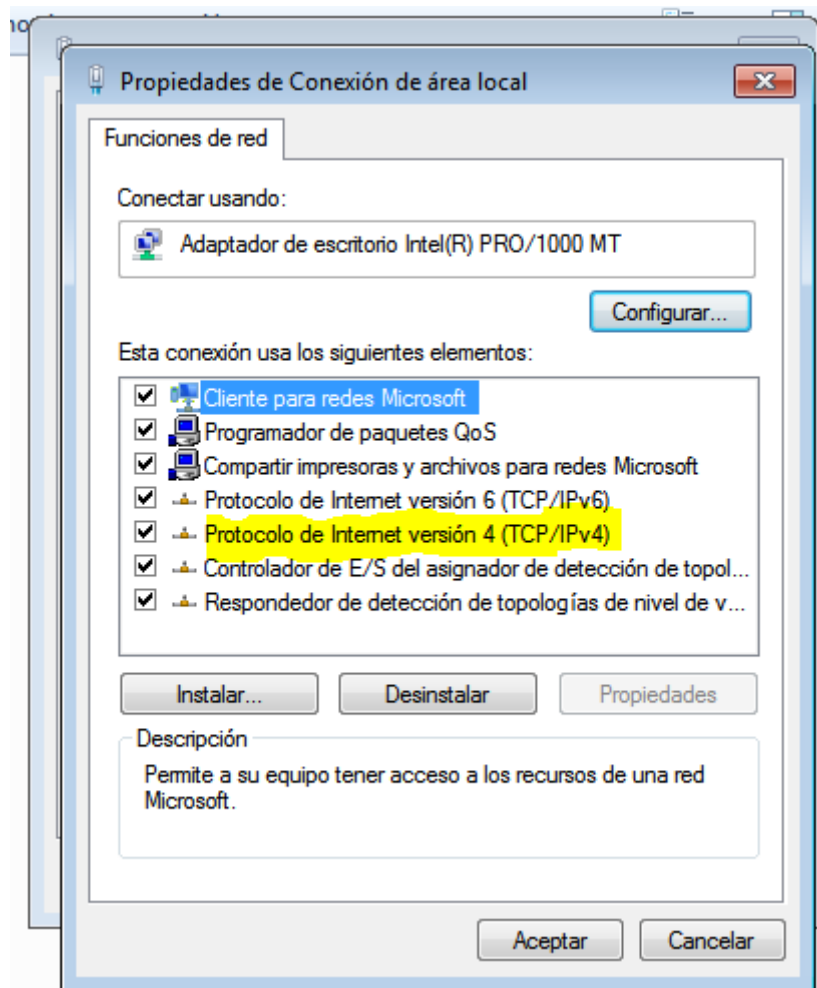 Propiedades de Conexión de área local
Funciones de red
Conectar usando:
Adaptador de escritorio Intel(R) PRO/1000 MT
Configurar...
Esta conexión usa los siguientes elementos:
Cliente para redes Microsoft
Programador de paquetes QoS
Compartir impresoras y archivos para redes Microsoft
Protocolo de Internet versión 6 (TCP/IPv6)
Protocolo de Internet versión 4 (TCP/IPv4)
Controlador de E/S del asignador de detección de topol...
Respondedor de detección de topologías de nivel de v...
Instalar...
Desinstalar
Propiedades
Descripción
Permite a su equipo tener acceso a los recursos de una red
Microsoft.
Aceptar
Cancelar